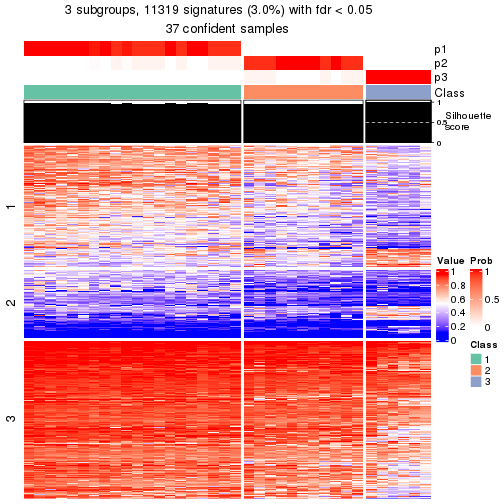 3 subgroups, 11319 signatures (3.0%) with fdr < 0.05
37 confident samples
p1
p2
p3
Class
1
0.5
0
Silhouette
score
1
2
3
Value
1
0.8
0.6
0.4
0.2
0
Prob
1
0.5
0
Class
1
2
3